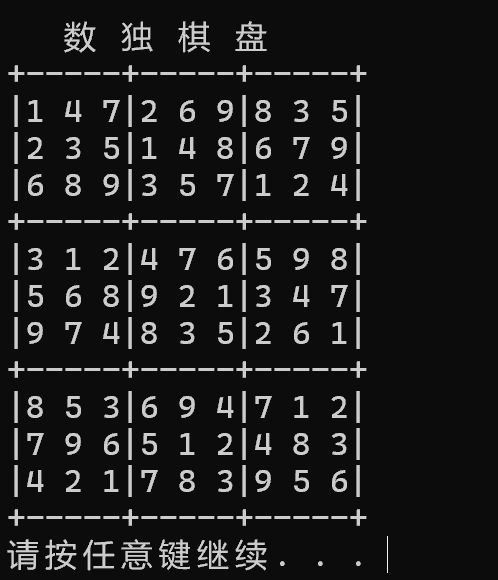 数 独 棋 盘
+-----+-----+-----+
|1 4 7|2 6 9|8 3 5|
|2 3 5|1 4 8|6 7 9|
|6 8 9|3 5 7|1 2 4|
+-----+-----+-----+
|3 1 2|4 7 6|5 9 8|
|5 6 8|9 2 1|3 4 7|
|9 7 4|8 3 5|2 6 1|
+-----+-----+-----+
|8 5 3|6 9 4|7 1 2|
|7 9 6|5 1 2|4 8 3|
|4 2 1|7 8 3|9 5 6|
+-----+-----+-----+
请按任意键继续. . .